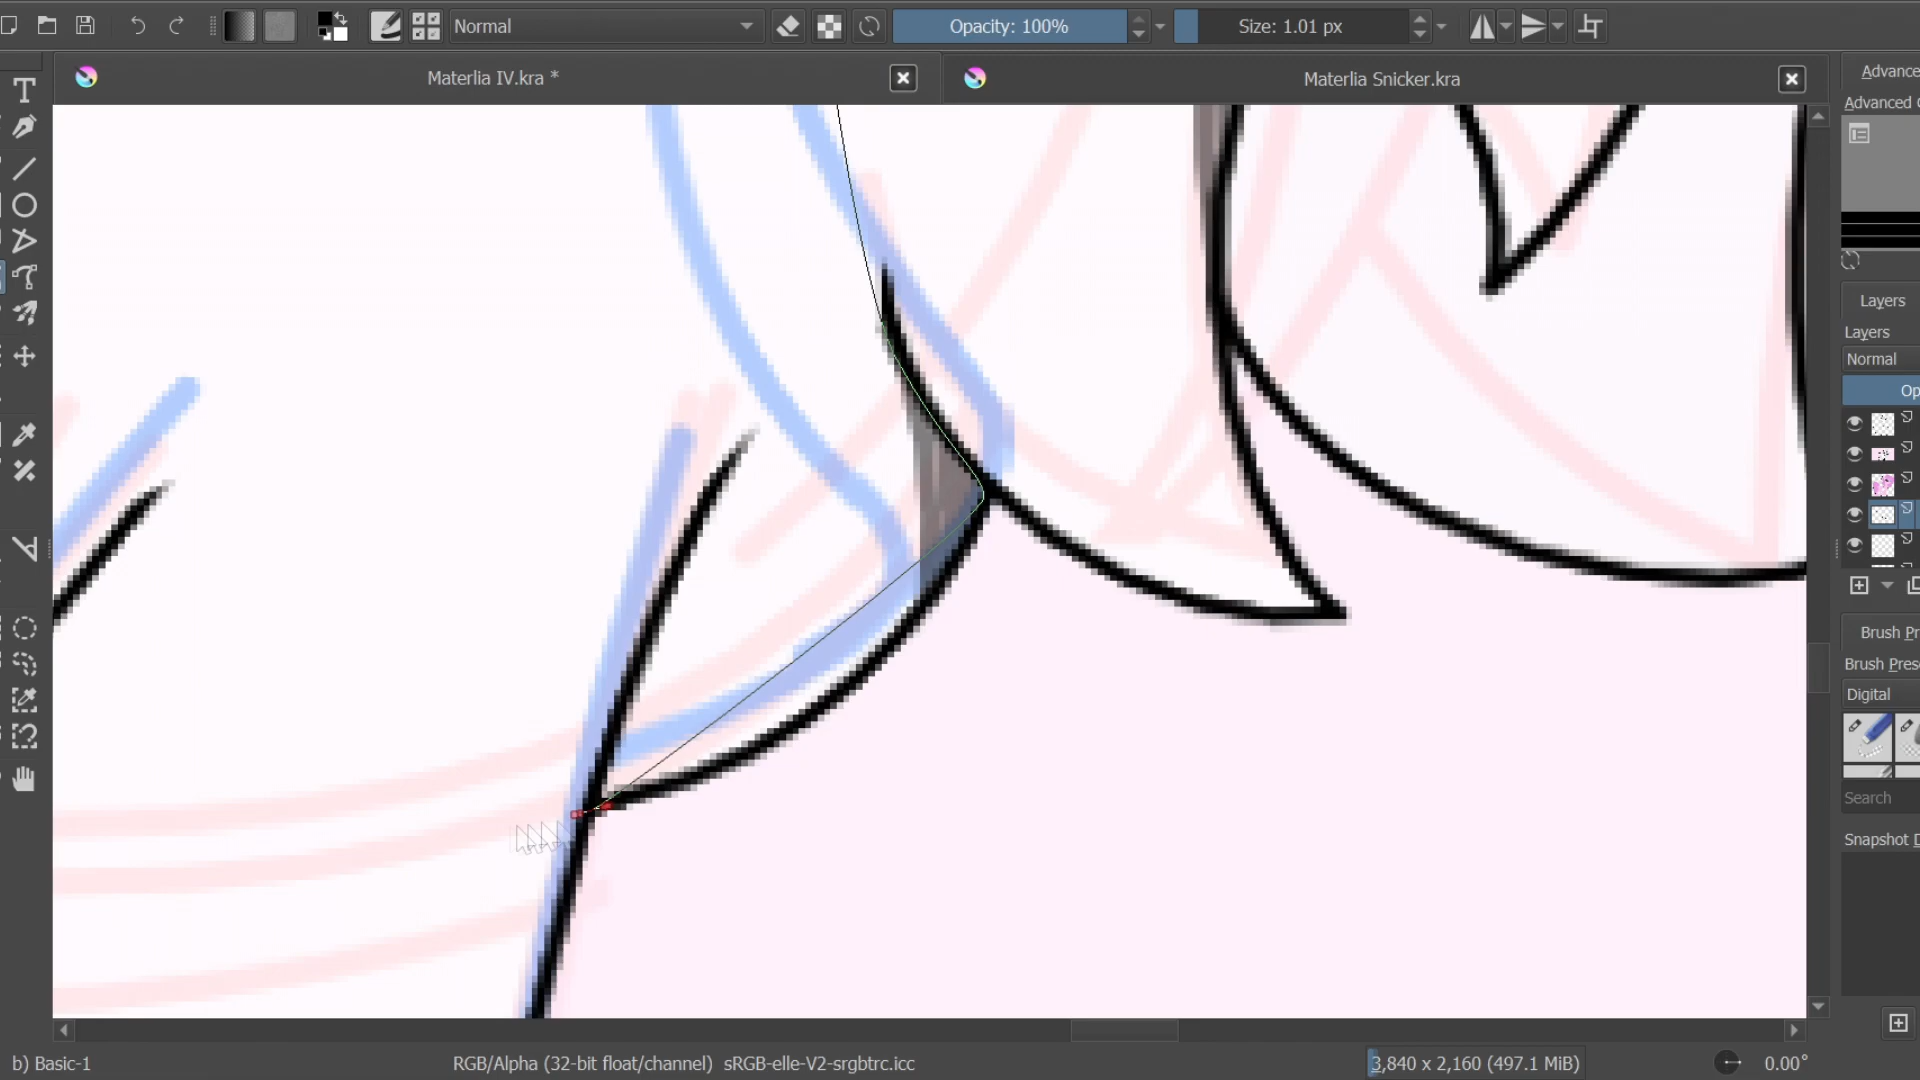 Normal
Opacity: 100%
Size: 1.01 px
Materlia IV.kra *
Materlia Snicker.kra
Advance
Advanced C
Layers
Layers
Normal
Op
Brush Pr
Brush Prese
Digital
Search
Snapshot D
b) Basic-1
RGB/Alpha (32-bit float/channel) sRGB-elle-V2-srgbtrc.icc
3,840 x 2,160 (497.1 MiB)
0.00°